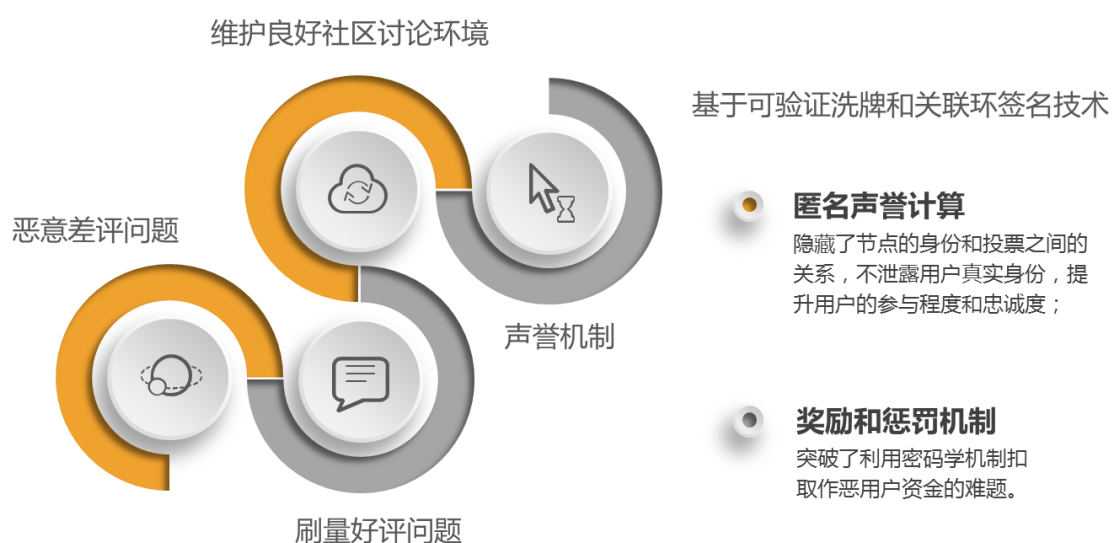 维护良好社区讨论环境
恶意差评问题
声誉机制
刷量好评问题
基于可验证洗牌和关联环签名技术
匿名声誉计算
隐藏了节点的身份和投票之间的
关系，不泄露用户真实身份，提
升用户的参与程度和忠诚度；
奖励和惩罚机制
突破了利用密码学机制扣
取作恶用户资金的难题。